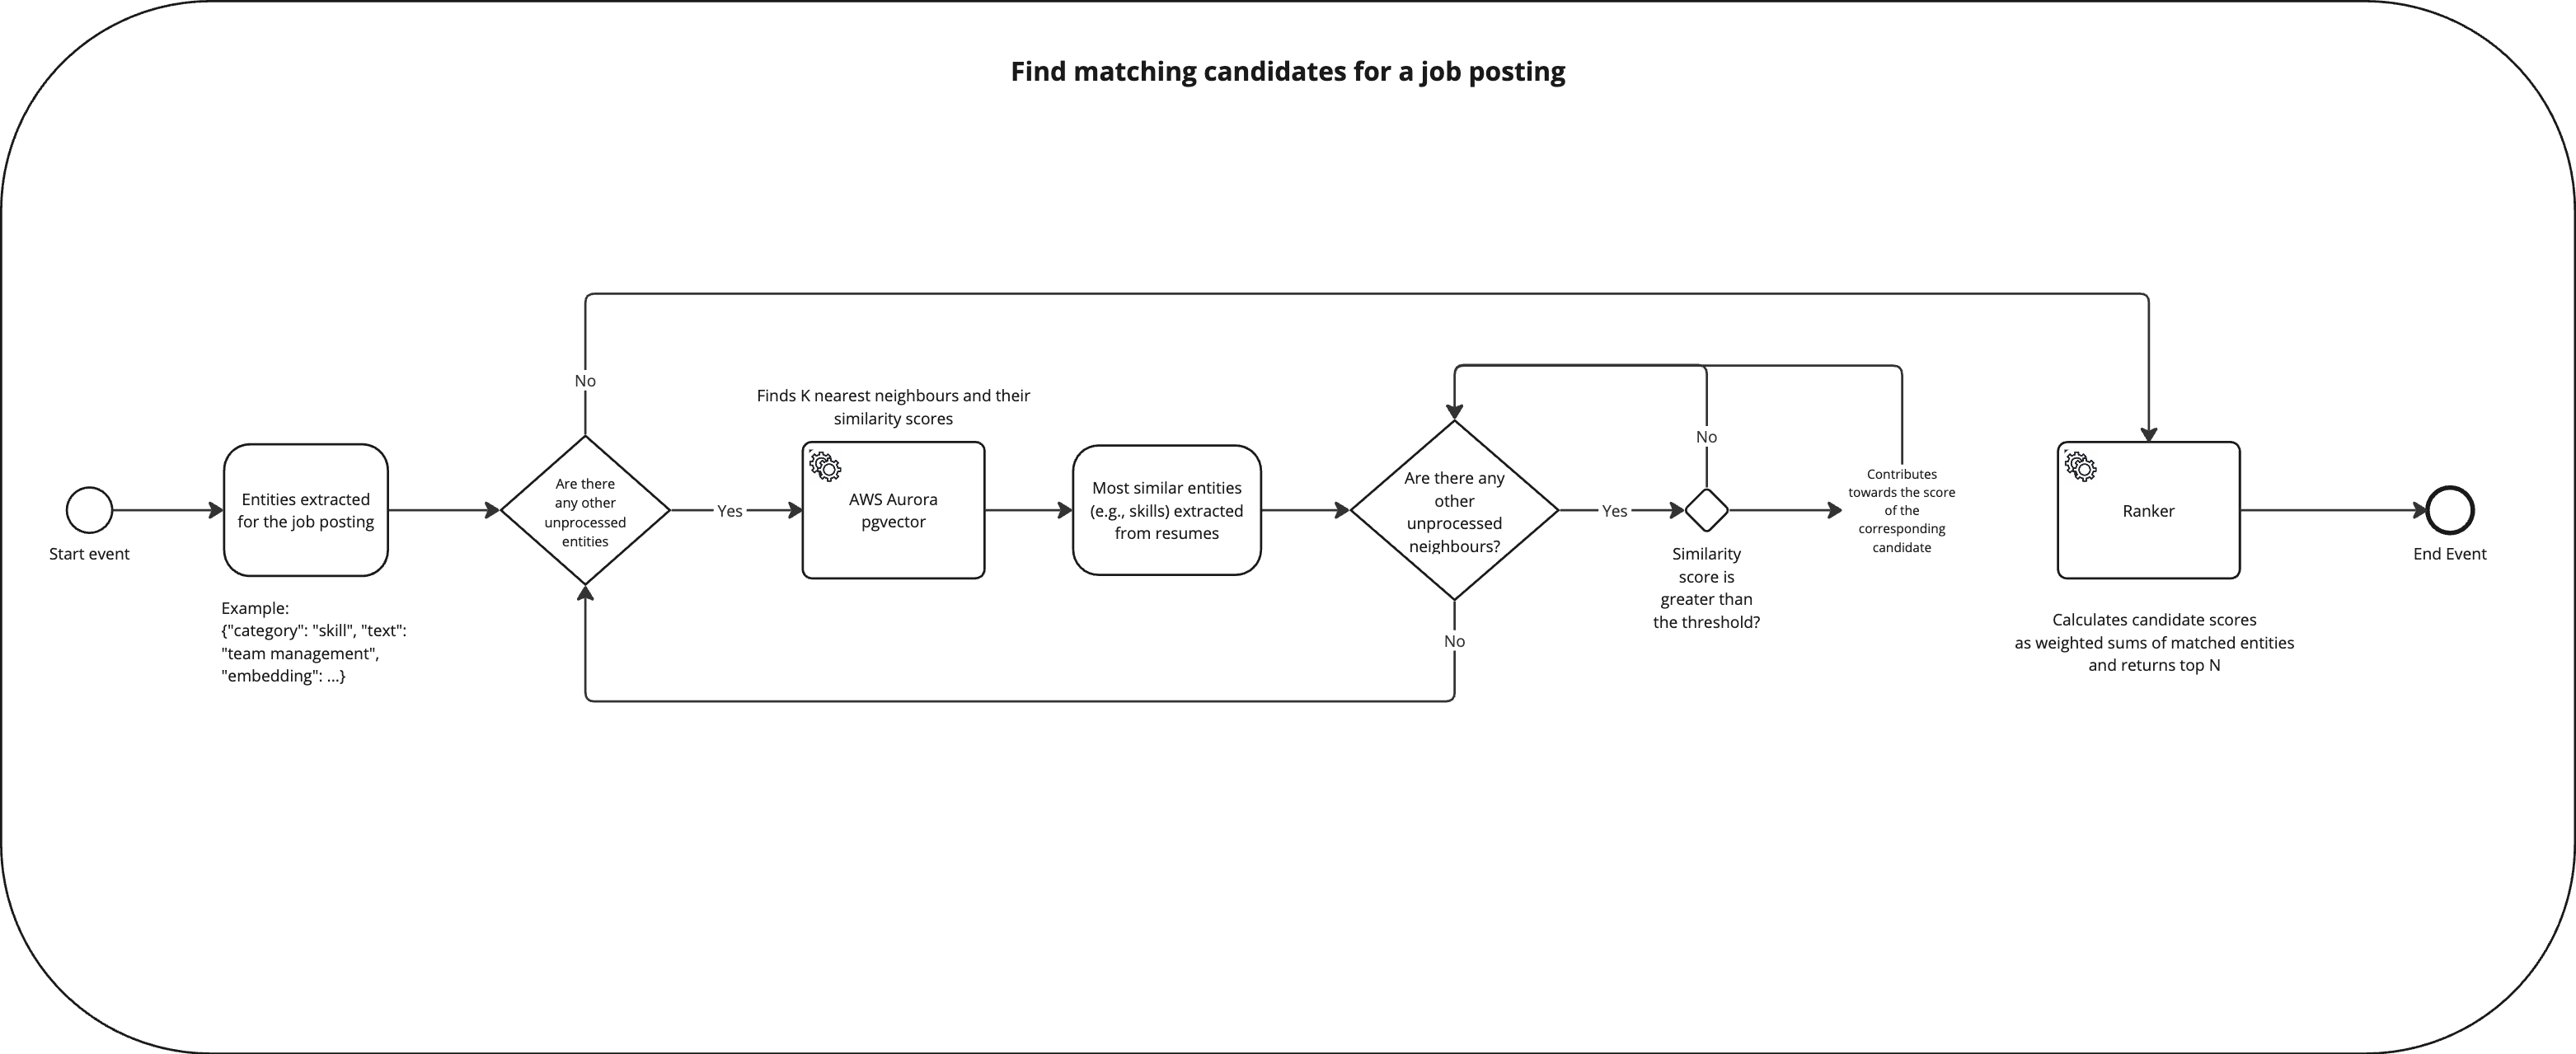 Find matching candidates for a job posting
No
Finds K nearest neighbours and their
similarity scores
No
Start event
Entities extracted
for the job posting
Example:
{"category": "skill", "text":
"team management",
"embedding": ...}
Are there
any other
unprocessed
entities
Yes
AWS Aurora
pgvector
Most similar entities
(e.g., skills) extracted
from resumes
Are there any
other
unprocessed
neighbours?
Yes
No
Similarity
score is
greater than
the threshold?
Contributes
towards the score
of the
corresponding
candidate
Ranker
Calculates candidate scores
as weighted sums of matched entities
and returns top N
End Event